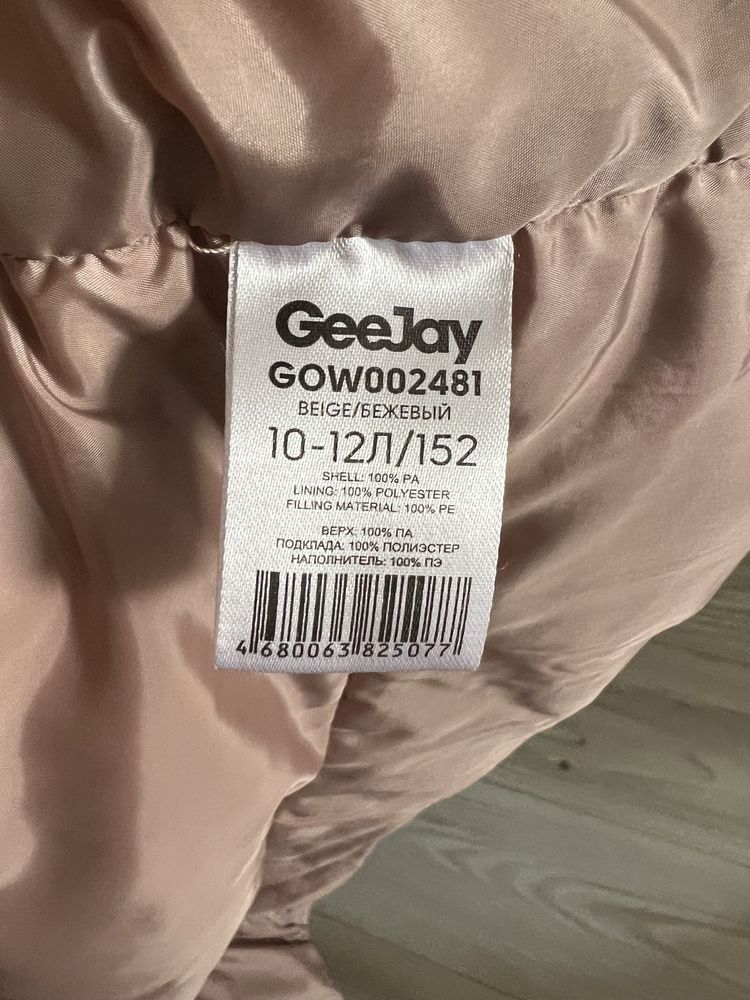 GeeJay
GOW002481
BEIGE/БЕЖЕВЫЙ
10-12Л/152
SHELL: 100% PA
LINING: 100% POLYESTER
FILLING MATERIAL: 100% PE
ВЕРХ: 100% ПА
ПОДКЛАДА: 100% ПОЛИЭСТЕР
НАПОЛНИТЕЛЬ: 100% ПЭ
4 680063 825077